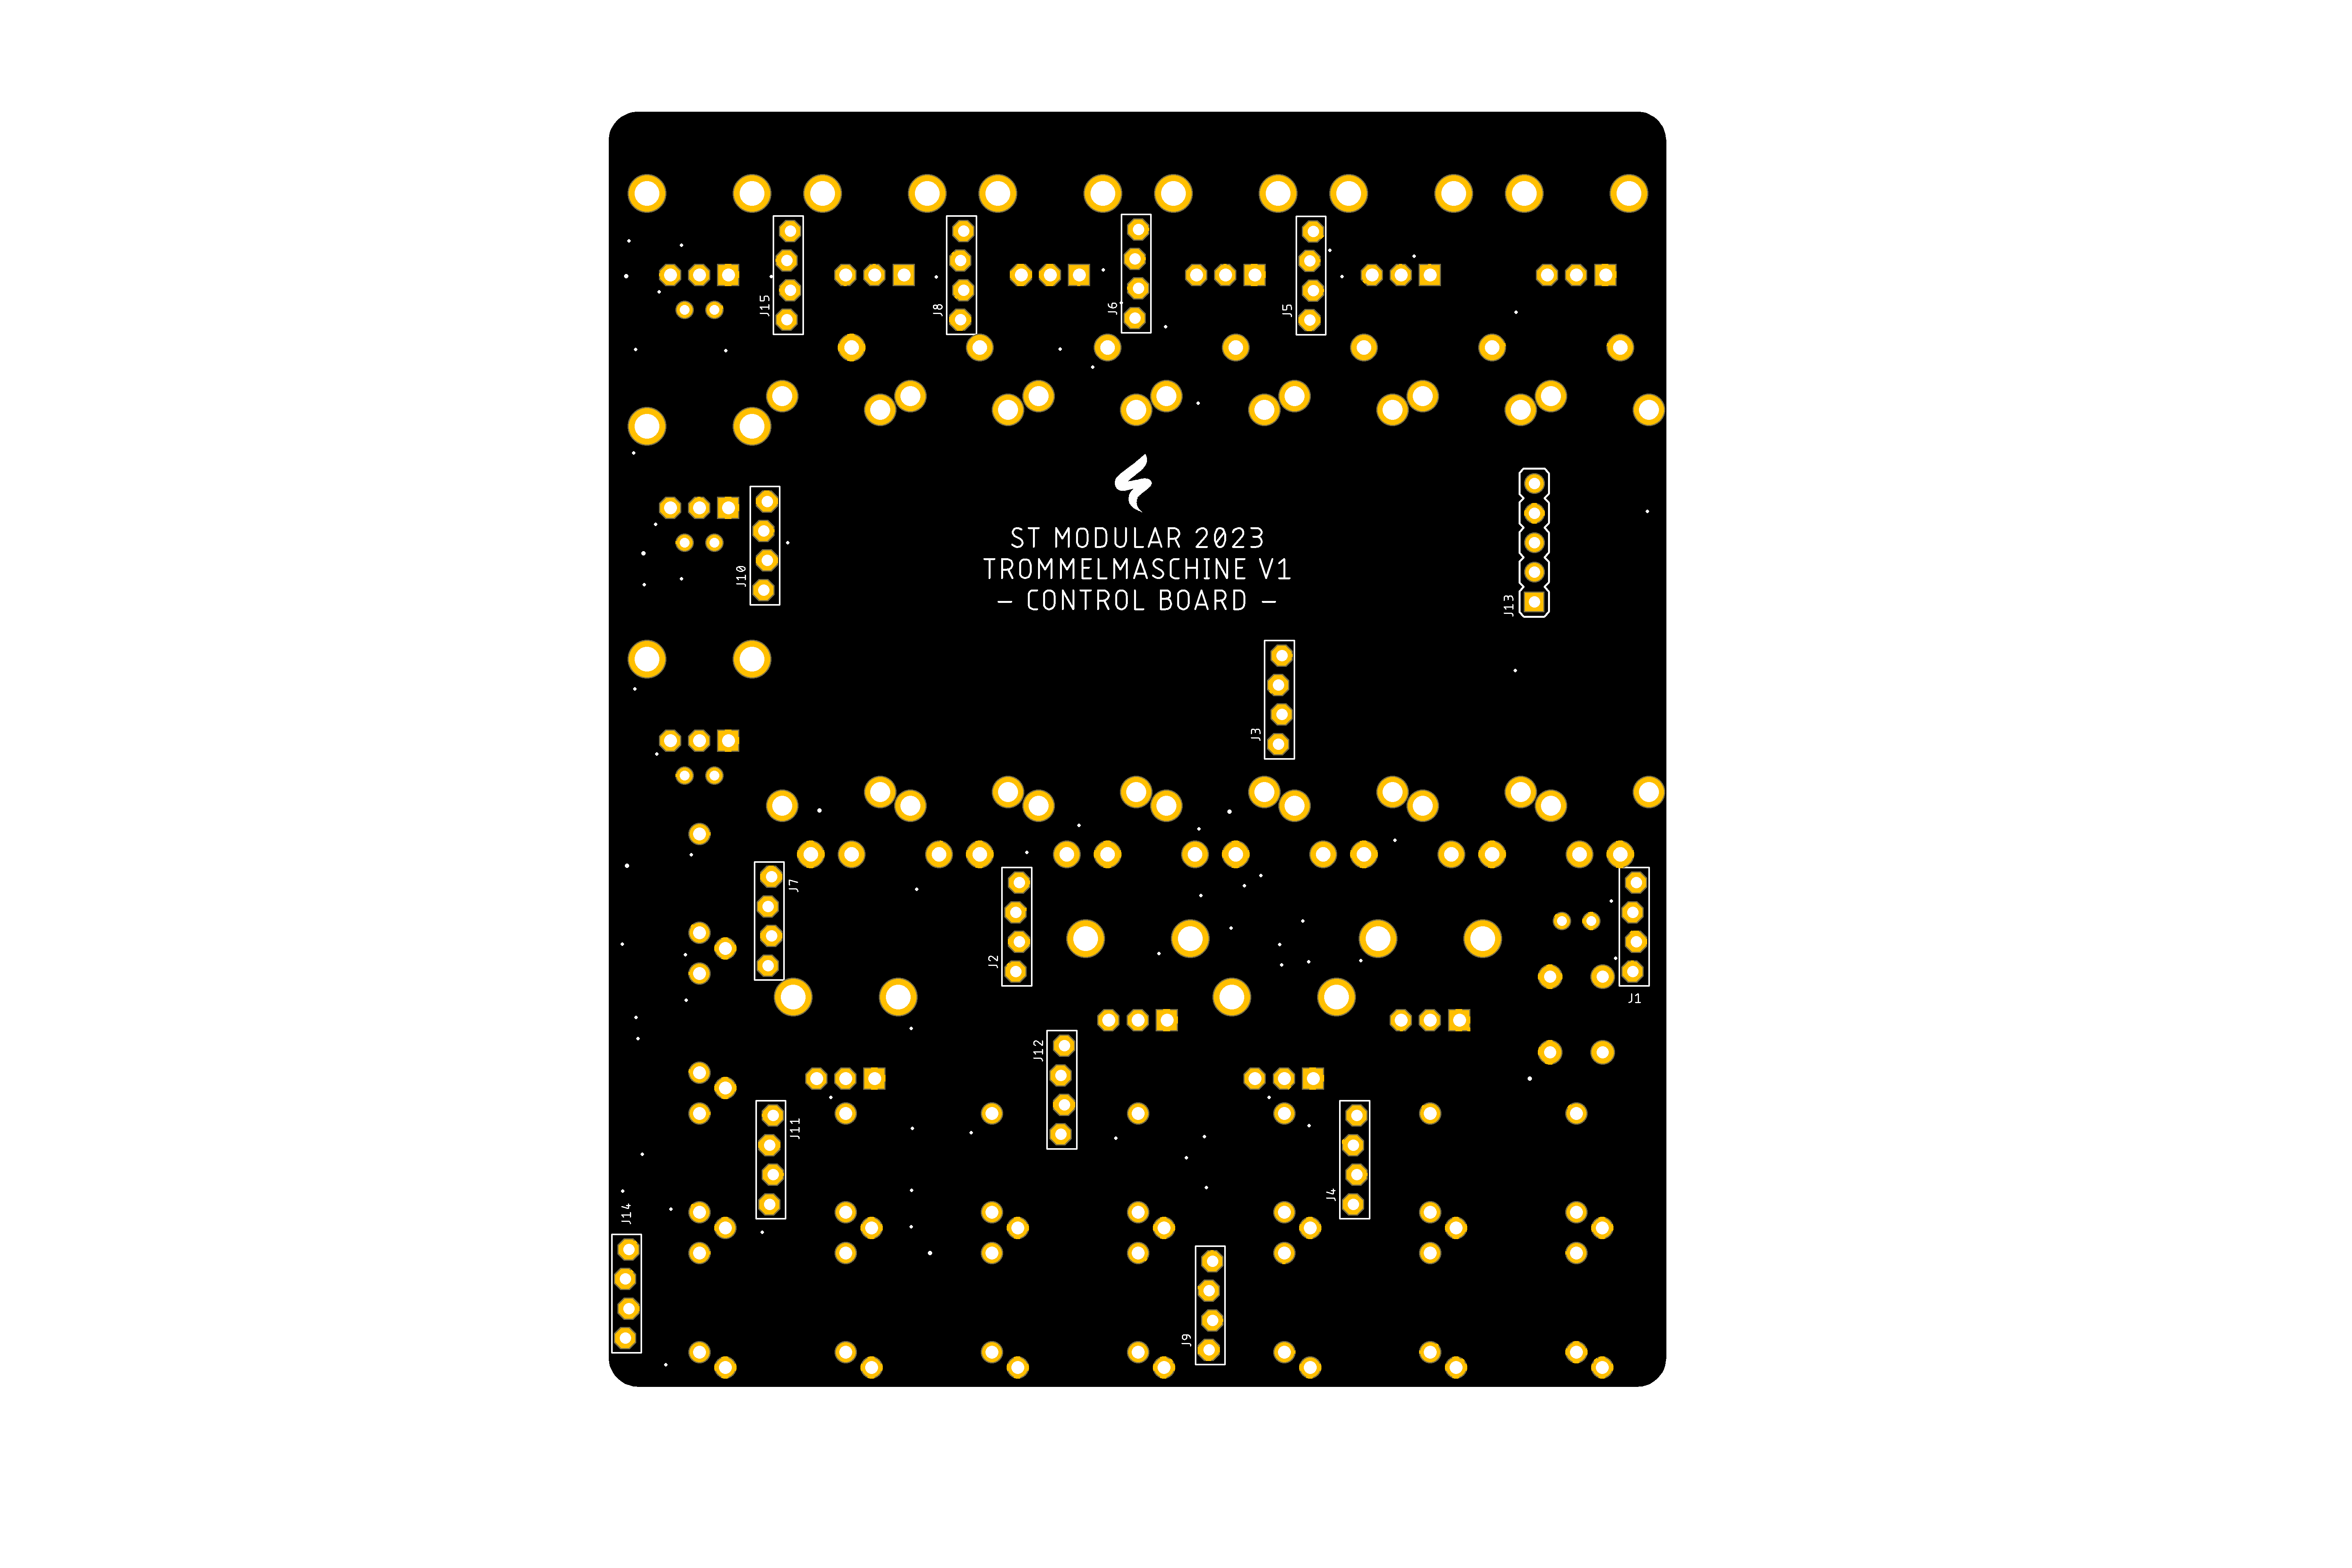 J15
J8
J6
J5
ST MODULAR 2023
TROMMELMASCHINE V1
- CONTROL BOARD -
J10
J13
J3
J7
J2
J1
J12
J11
J4
J14
J9